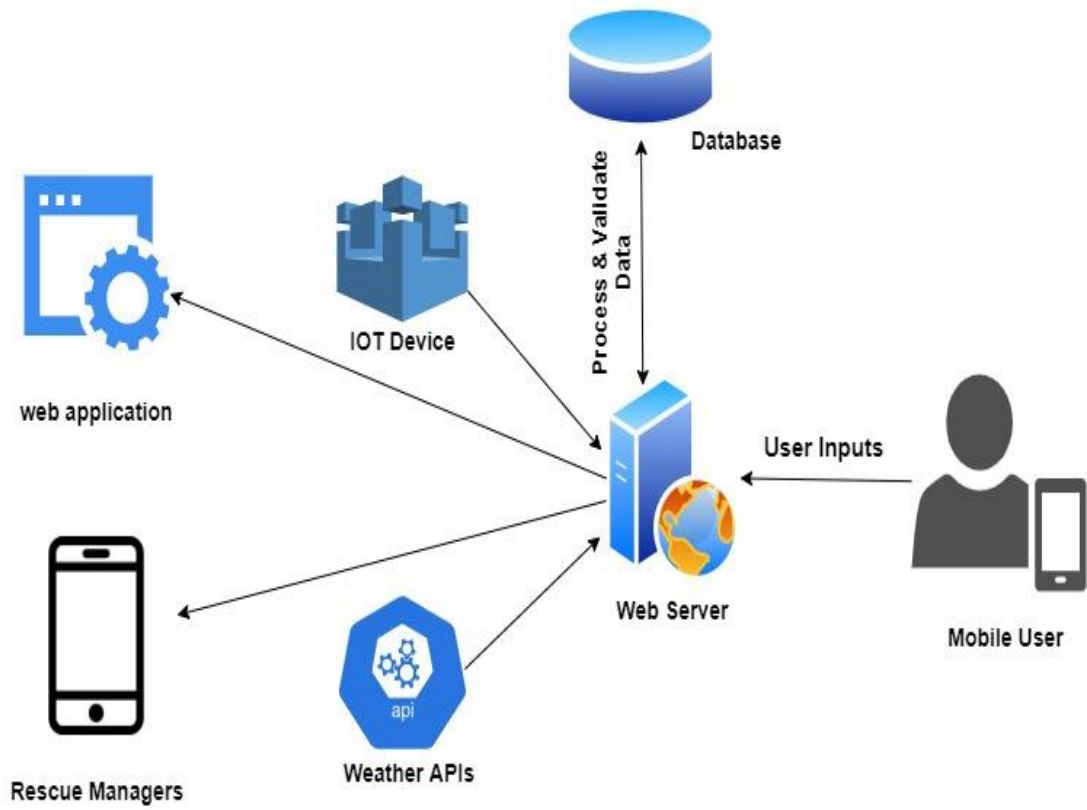 Database
Process & Validate
Data
IOT Device
web application
User Inputs
Web Server
Mobile User
api
Weather APIs
Rescue Managers